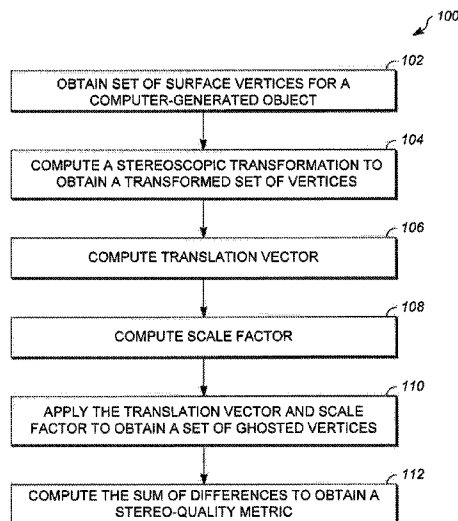 100
102
OBTAIN SET OF SURFACE VERTICES FOR A
COMPUTER-GENERATED OBJECT
104
COMPUTE A STEREOSCOPIC TRANSFORMATION TO
OBTAIN A TRANSFORMED SET OF VERTICES
106
COMPUTE TRANSLATION VECTOR
108
COMPUTE SCALE FACTOR
110
APPLY THE TRANSLATION VECTOR AND SCALE
FACTOR TO OBTAIN A SET OF GHOSTED VERTICES
112
COMPUTE THE SUM OF DIFFERENCES TO OBTAIN A
STEREO-QUALITY METRIC